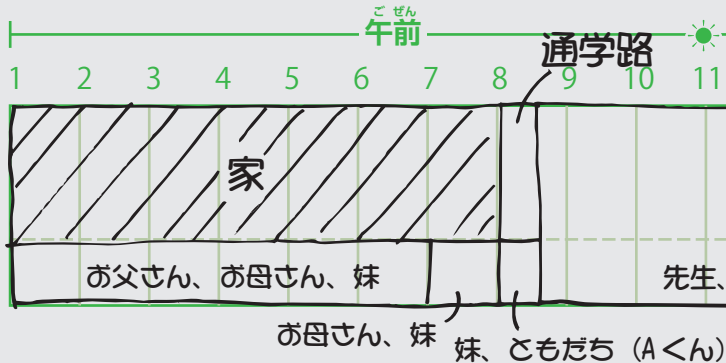 ごぜん
午前
通学路
1 2 3 4 5 6 7 8 9 10 11
家
お父さん、お母さん、妹
先生、
お母さん、妹
妹、ともだち（Aくん）